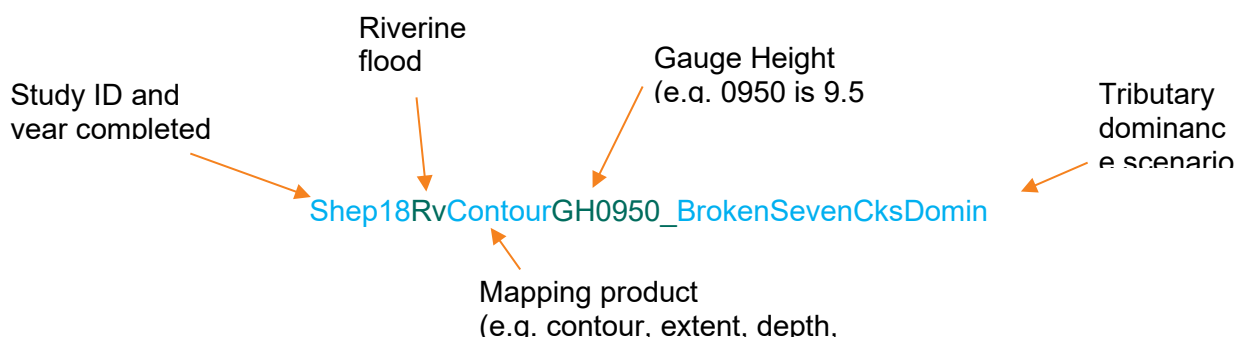 Riverine
flood
Gauge Height
(e.g. 0950 is 9.5
Study ID and
year completed
Tributary
dominanc
e scenario
Shep18RvContourGH0950_BrokenSevenCksDomin
Mapping product
(e.g. contour, extent, depth,